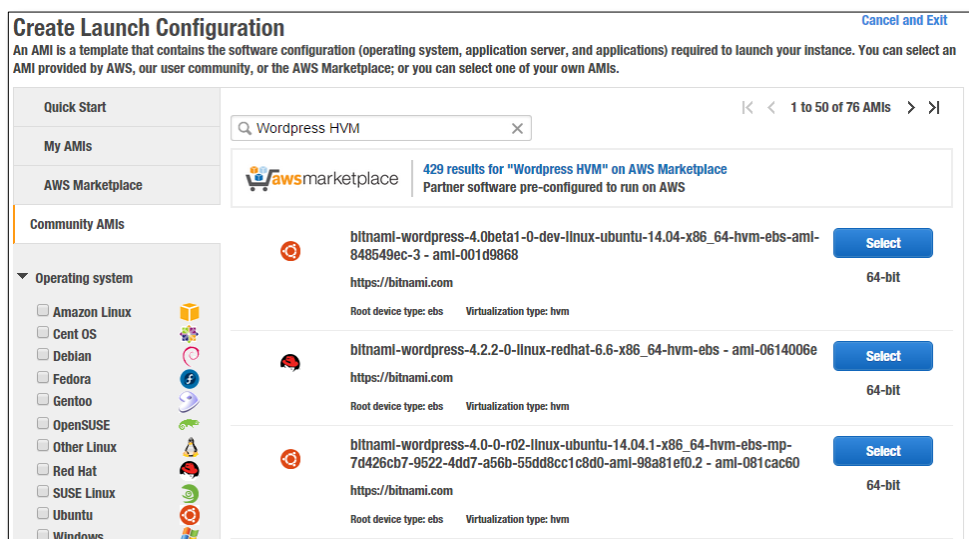 Create Launch Configuration
Cancel and Exit
An AMI is a template that contains the software configuration (operating system, application server, and applications) required to launch your instance. You can select an
AMI provided by AWS, our user community, or the AWS Marketplace; or you can select one of your own AMIs.
Quick Start
My AMIs
AWS Marketplace
Community AMIs
Operating system
Amazon Linux
Cent OS
Debian
Fedora
Gentoo
OpenSUSE
Other Linux
Red Hat
SUSE Linux
Ubuntu
Windows
1 to 50 of 76 AMIs
Wordpress HVM
awsmarketplace
429 results for "Wordpress HVM" on AWS Marketplace
Partner software pre-configured to run on AWS
bitnami-wordpress-4.0beta1-0-dev-linux-ubuntu-14.04-x86_64-hvm-ebs-ami-
848549ec-3 - ami-001d9868
https://bitnami.com
Root device type: ebs Virtualization type: hvm
Select
64-bit
bitnami-wordpress-4.2.2-0-linux-redhat-6.6-x86_64-hvm-ebs - ami-0614006e
https://bitnami.com
Root device type: ebs Virtualization type: hvm
Select
64-bit
bitnami-wordpress-4.0-0-r02-linux-ubuntu-14.04.1-x86_64-hvm-ebs-mp-
7d426cb7-9522-4dd7-a56b-55dd8cc1c8d0-ami-98a81ef0.2 - ami-081cac60
https://bitnami.com
Root device type: ebs Virtualization type: hvm
Select
64-bit